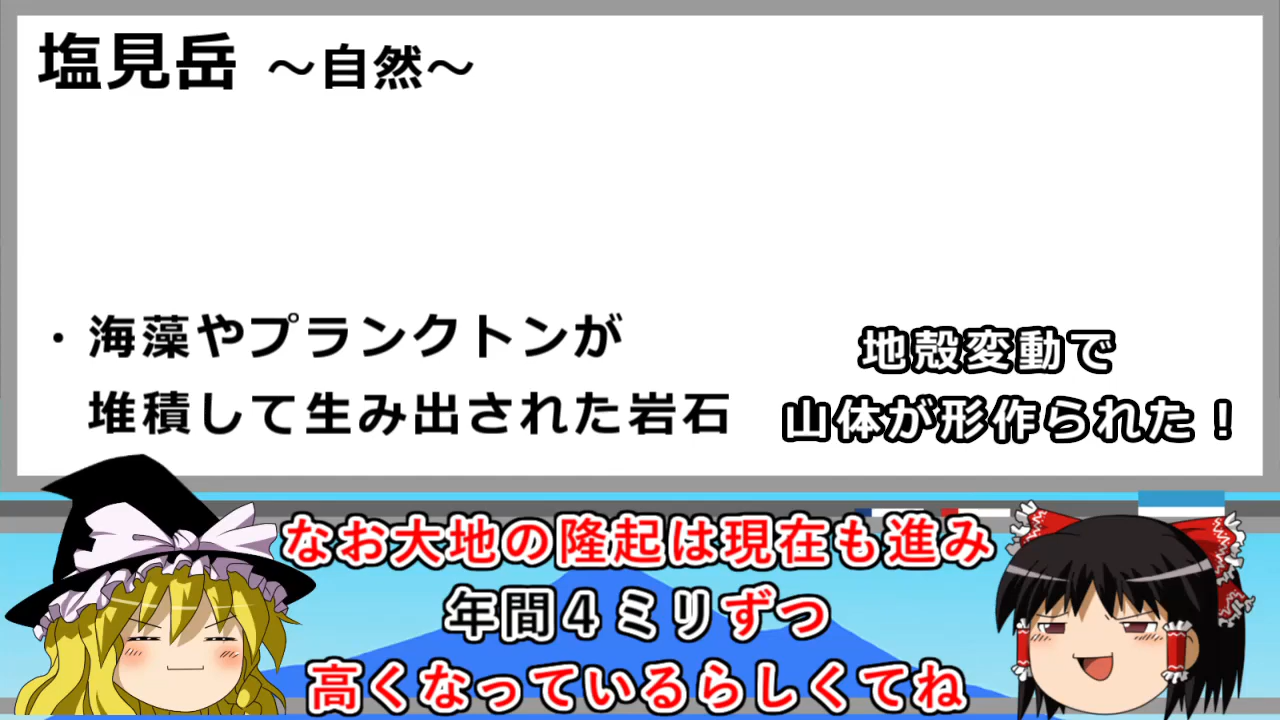 塩見岳 ～自然～
・海藻やプランクトンが
堆積して生み出された岩石
地殻変動で
山体が形作られた！
なお大地の隆起は現在も進み
年間４ミリずつ
高くなっているらしくてね